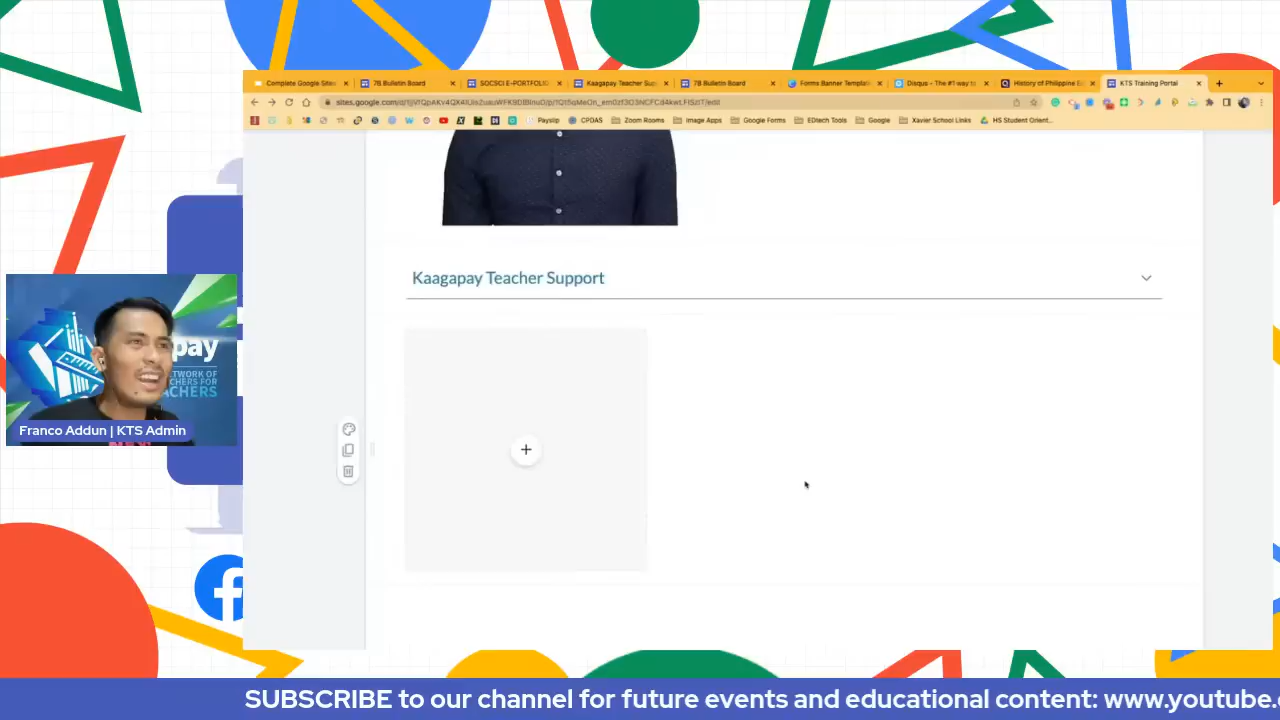 Complete Google Sites
7B Bulletin Board
SOCSCI E-PORTFOLIO
Kaagapay Teacher Sup
7B Bulletin Board
Forms Banner Templat
Disqus – The #1 way to
History of Philippine E
KTS Training Portal
Payslip
CPDAS
Zoom Rooms
Image Apps
Google Forms
EDtech Tools
Google
Xavier School Links
HS Student Orient...
Kaagapay Teacher Support
pay
NETWORK OF
TEACHERS FOR
TEACHERS
Franco Addun | KTS Admin
SUBSCRIBE to our channel for future events and educational content: www.youtube.